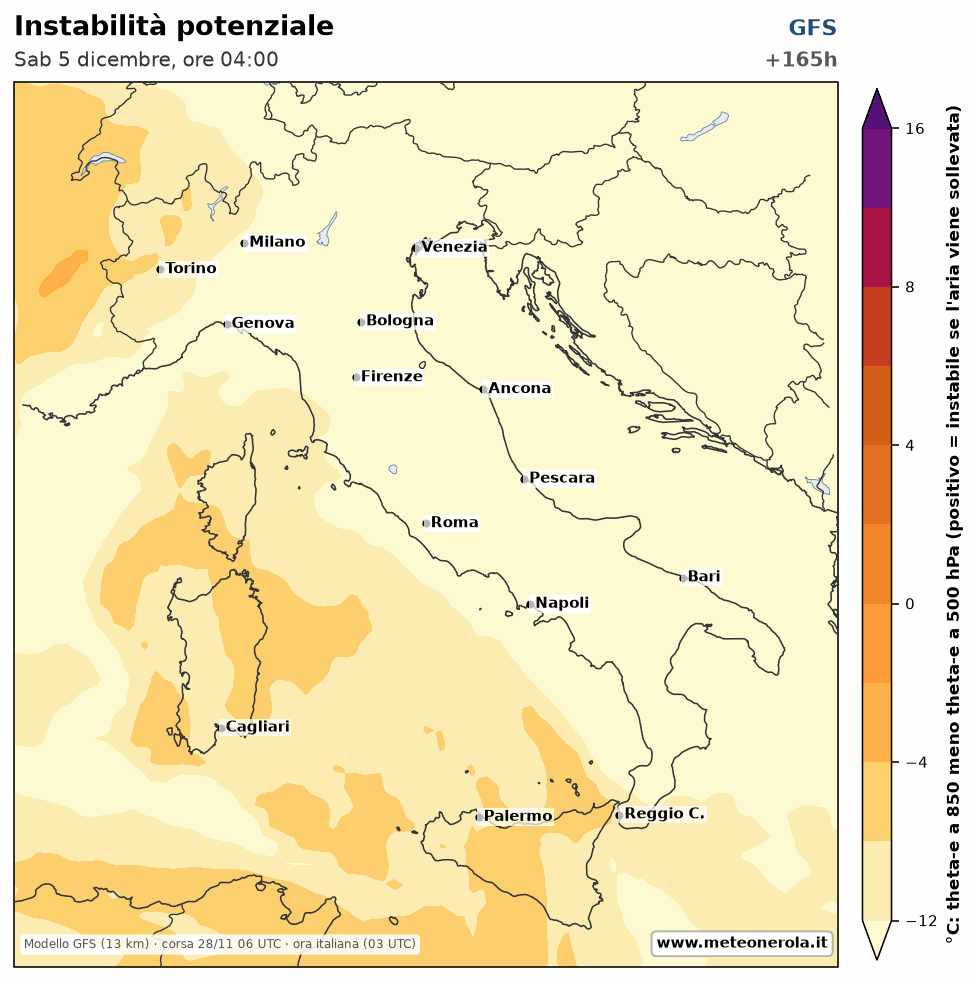 Instabilità potenziale
GFS
Sab 5 dicembre, ore 04:00
+165h
Milano
Venezia
Torino
Genova
Bologna
Firenze
Ancona
Pescara
Roma
Bari
Napoli
Cagliari
Palermo
Reggio C.
Modello GFS (13 km) · corsa 28/11 06 UTC · ora italiana (03 UTC)
www.meteonerola.it
16
8
4
0
−4
−12
°C: theta-e a 850 meno theta-e a 500 hPa (positivo = instabile se l'aria viene sollevata)